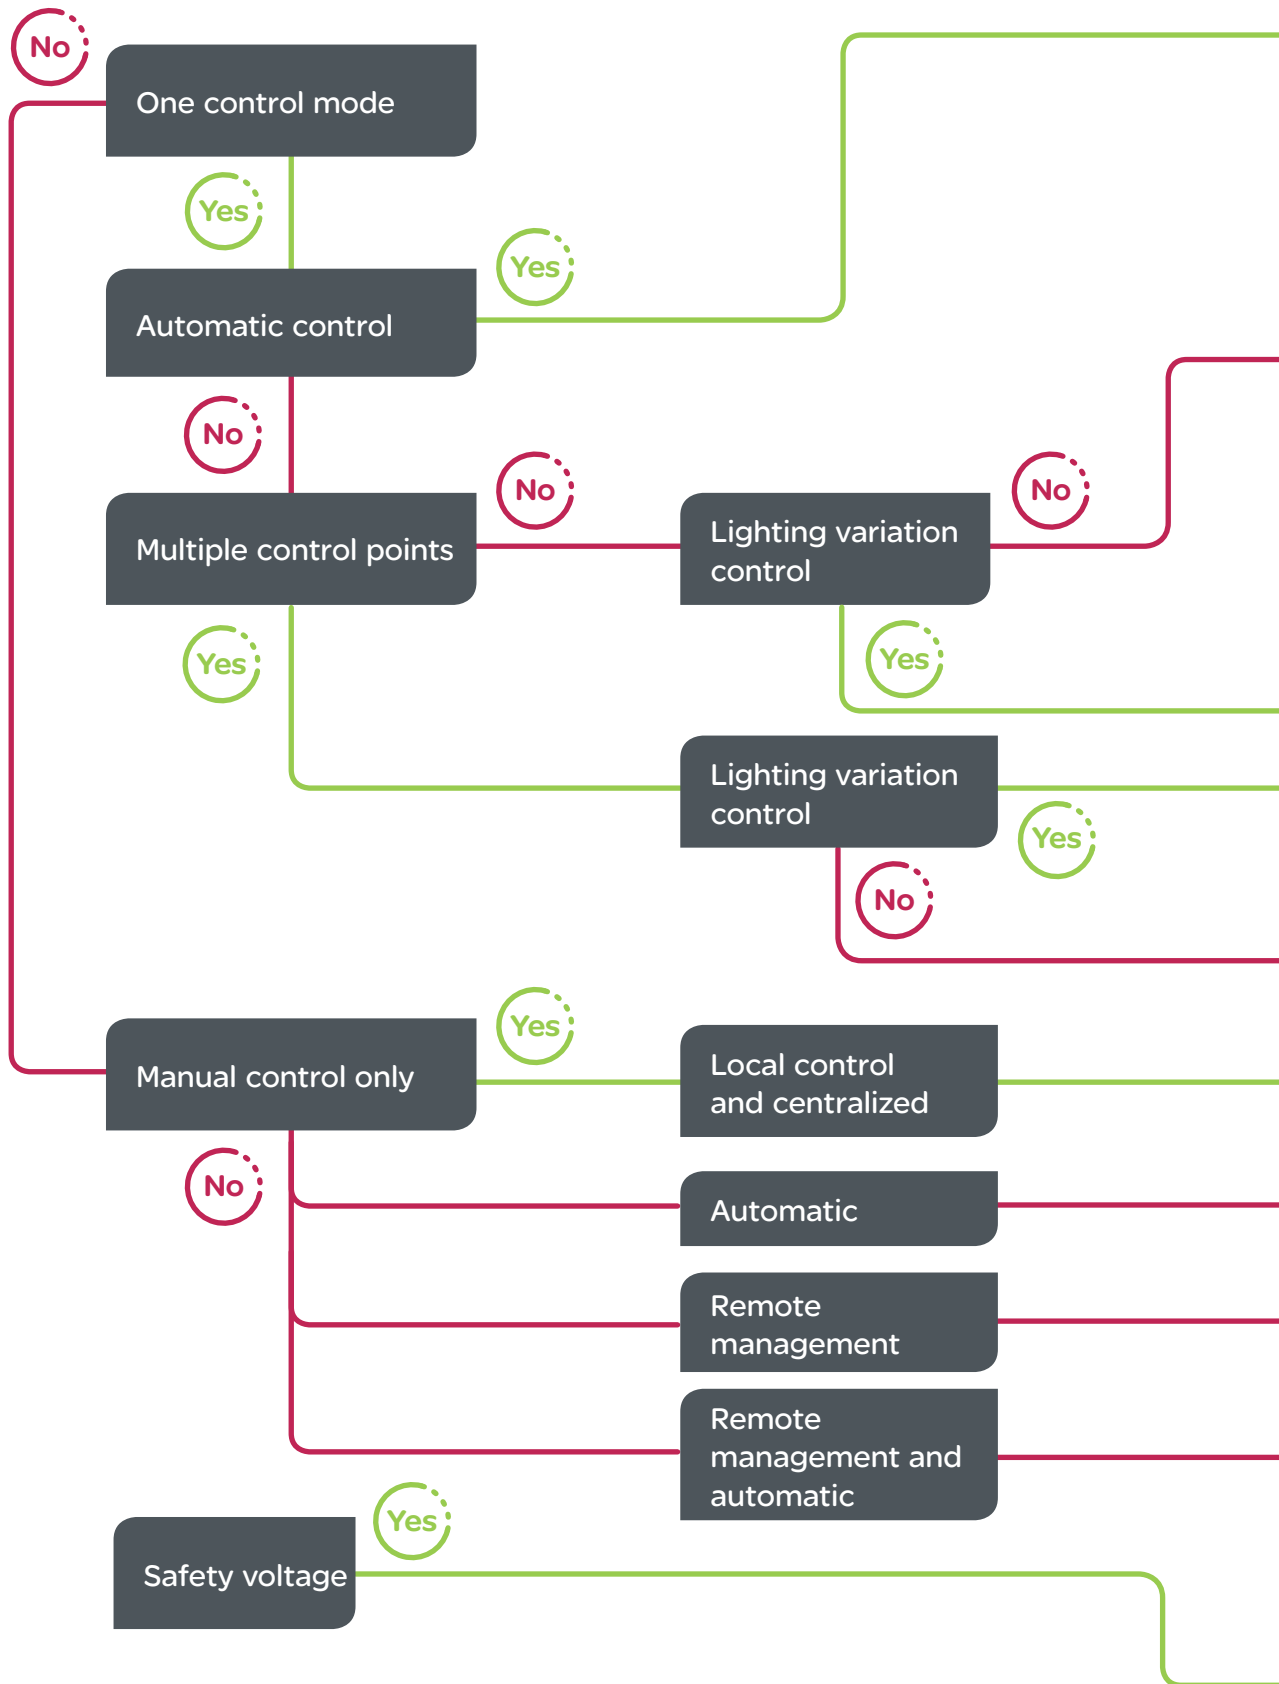 No
One control mode
Yes
Yes
Automatic control
No
No
No
Multiple control points
Lighting variation
control
Yes
Yes
Lighting variation
control
Yes
No
Yes
Manual control only
Local control
and centralized
No
Automatic
Remote
management
Remote
management and
automatic
Yes
Safety voltage